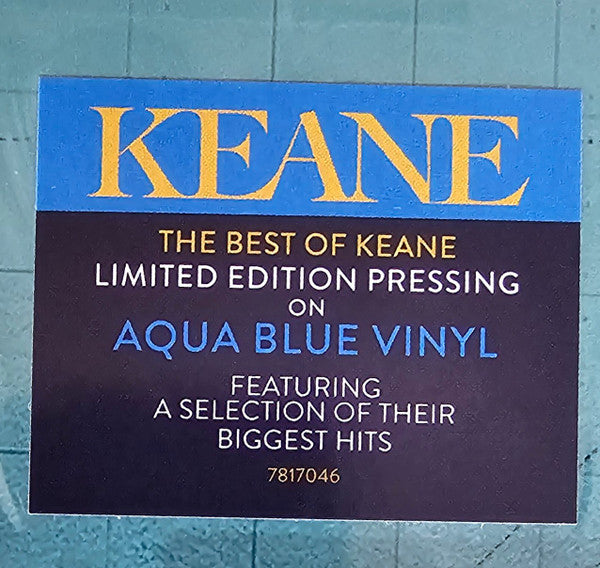 KEANE
THE BEST OF KEANE
LIMITED EDITION PRESSING
ON
AQUA BLUE VINYL
FEATURING
A SELECTION OF THEIR
BIGGEST HITS
7817046